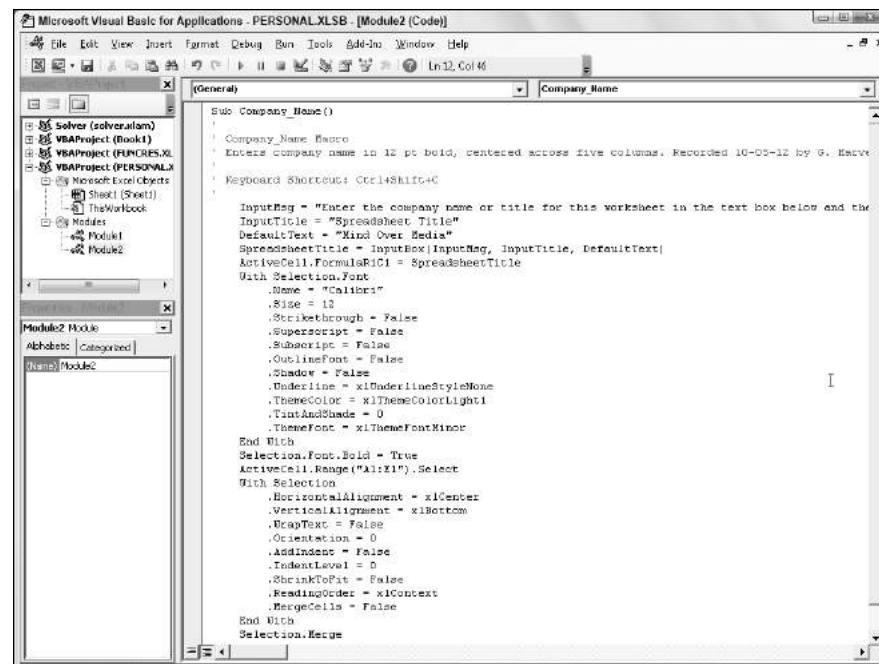 Microsoft Visual Basic for Applications - PERSONAL.XLSB - [Module2 (Code)]
File Edit View Insert Format Debug Run Tools Add-Ins Window Help
Ln 12, Col 46
(General)
Company_Name
Solver (solver.xlam)
VBAProject (Book1)
VBAProject (FUNCRES.XL
VBAProject (PERSONAL.X
Microsoft Excel Objects
Sheet1 (Sheet1)
ThisWorkbook
Modules
Module1
Module2
Module2 Module
Alphabetic Categorized
(Name) Module2
Sub Company_Name()
'
' Company_Name Macro
' Enters company name in 12 pt bold, centered across five columns. Recorded 10-05-12 by G. Harve
'
' Keyboard Shortcut: Ctrl+Shift+C
'
InputMsg = "Enter the company name or title for this worksheet in the text box below and the
InputTitle = "Spreadsheet Title"
DefaultText = "Mind Over Media"
SpreadsheetTitle = InputBox(InputMsg, InputTitle, DefaultText)
ActiveCell.FormulaR1C1 = SpreadsheetTitle
With Selection.Font
.Name = "Calibri"
.Size = 12
.Strikethrough = False
.Superscript = False
.Subscript = False
.OutlineFont = False
.Shadow = False
.Underline = xlUnderlineStyleNone
.ThemeColor = xlThemeColorLight1
.TintAndShade = 0
.ThemeFont = xlThemeFontMinor
End With
Selection.Font.Bold = True
ActiveCell.Range("A1:E1").Select
With Selection
.HorizontalAlignment = xlCenter
.VerticalAlignment = xlBottom
.WrapText = False
.Orientation = 0
.AddIndent = False
.IndentLevel = 0
.ShrinkToFit = False
.ReadingOrder = xlContext
.MergeCells = False
End With
Selection.Merge